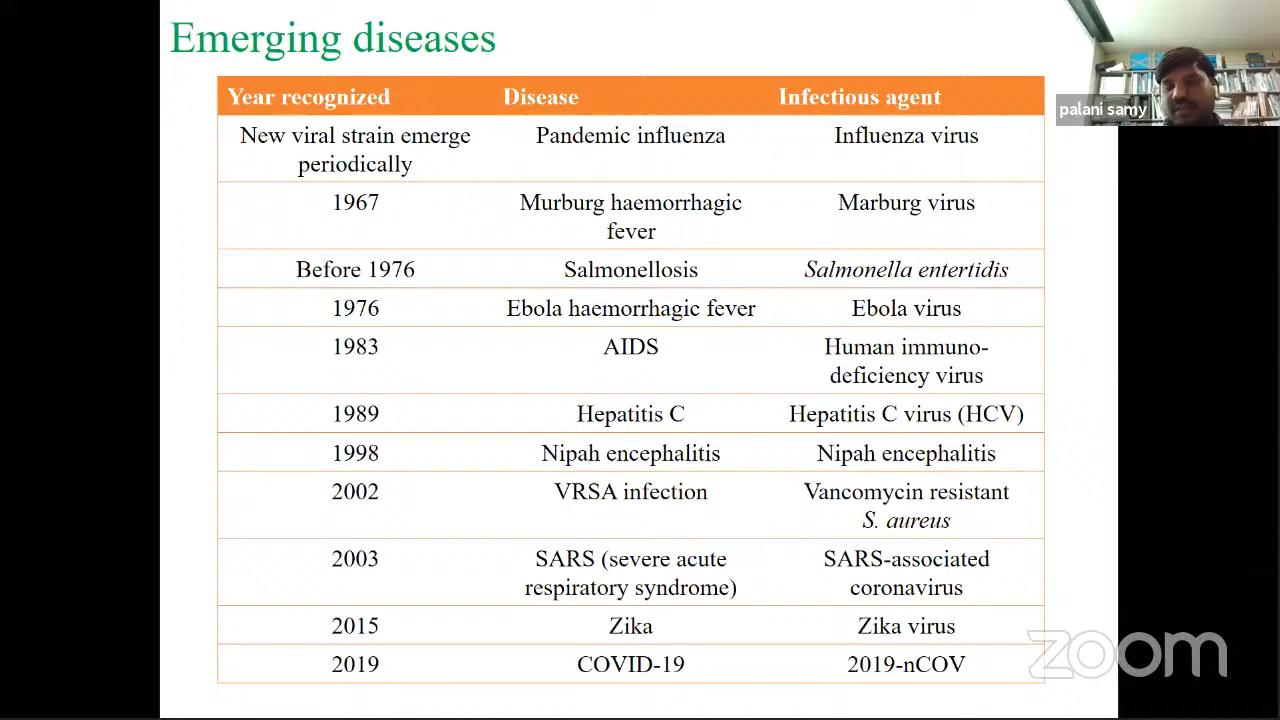 Emerging diseases
Year recognized Disease Infectious agent
New viral strain emerge Pandemic influenza Influenza virus
periodically
1967 Murburg haemorrhagic Marburg virus
fever
Before 1976 Salmonellosis Salmonella entertidis
1976 Ebola haemorrhagic fever Ebola virus
1983 AIDS Human immuno-
deficiency virus
1989 Hepatitis C Hepatitis C virus (HCV)
1998 Nipah encephalitis Nipah encephalitis
2002 VRSA infection Vancomycin resistant
S. aureus
2003 SARS (severe acute SARS-associated
respiratory syndrome) coronavirus
2015 Zika Zika virus
2019 COVID-19 2019-nCOV
palani samy
zoom